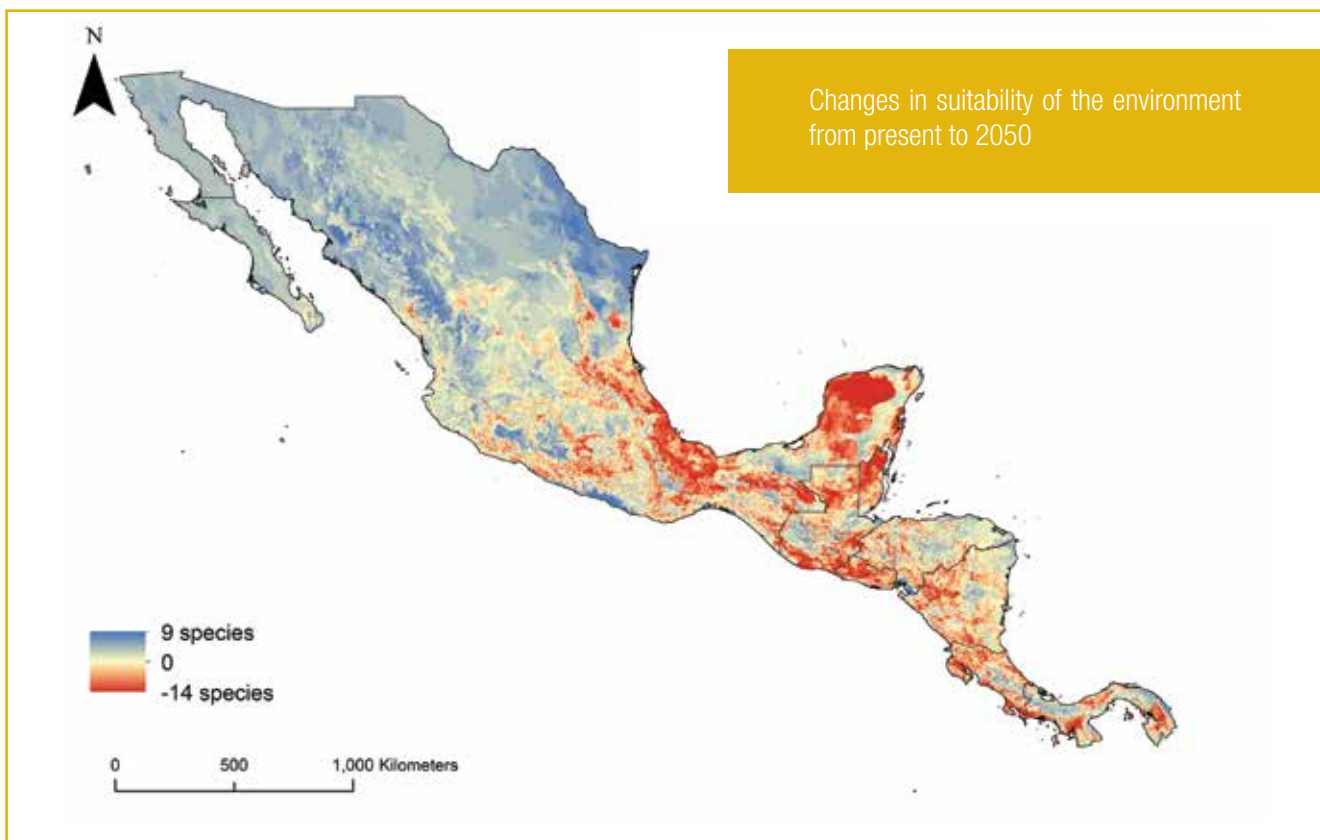 N
Changes in suitability of the environment
from present to 2050
9 species
0
-14 species
0 500 1,000 Kilometers